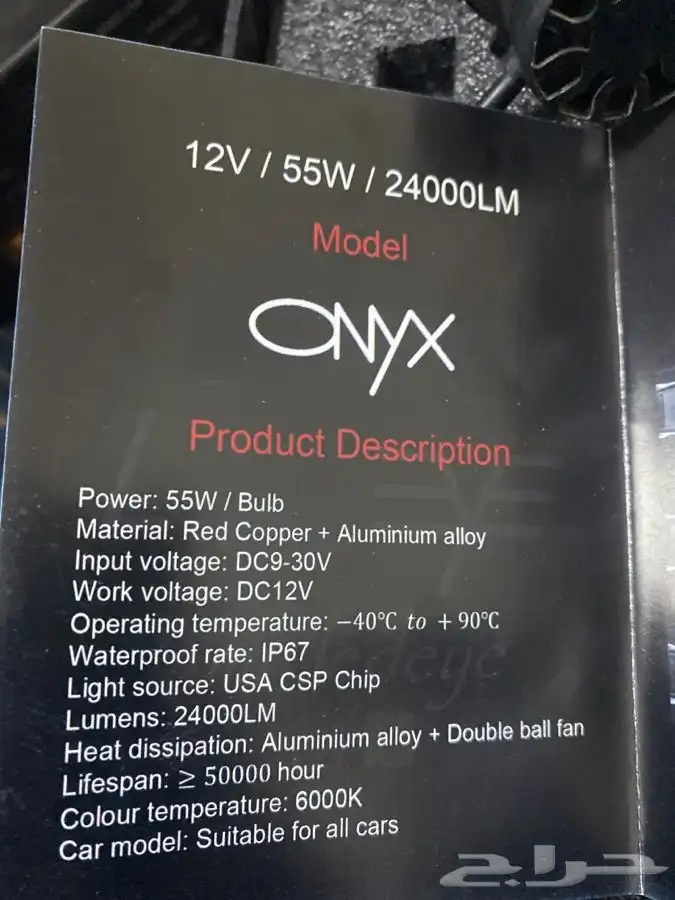 12V / 55W / 24000LM
Model
ONYX
Product Description
Power: 55W / Bulb
Material: Red Copper + Aluminium alloy
Input voltage: DC9-30V
Work voltage: DC12V
Operating temperature: −40℃ to + 90℃
Waterproof rate: IP67
Light source: USA CSP Chip
Lumens: 24000LM
Heat dissipation: Aluminium alloy + Double ball fan
Lifespan: ≥ 50000 hour
Colour temperature: 6000K
Car model: Suitable for all cars
حراج